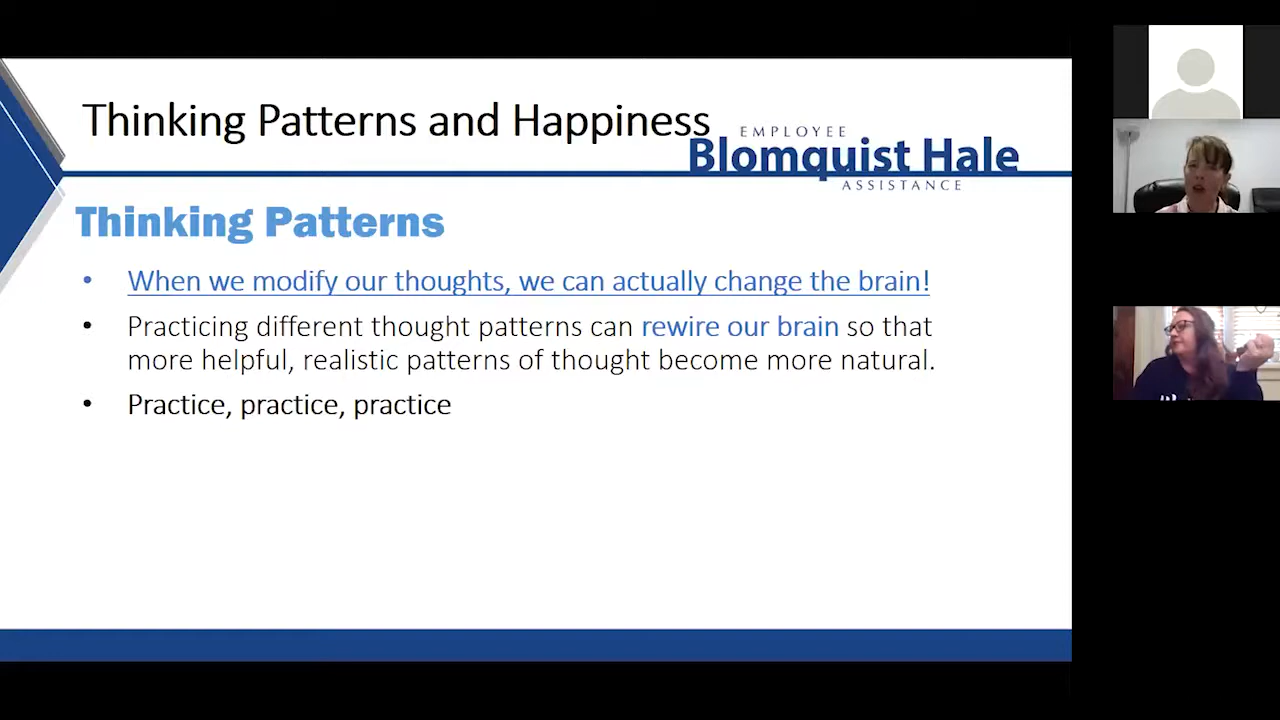 Thinking Patterns and Happiness
EMPLOYEE
Blomquist Hale
ASSISTANCE
Thinking Patterns
• When we modify our thoughts, we can actually change the brain!
• Practicing different thought patterns can rewire our brain so that
more helpful, realistic patterns of thought become more natural.
• Practice, practice, practice